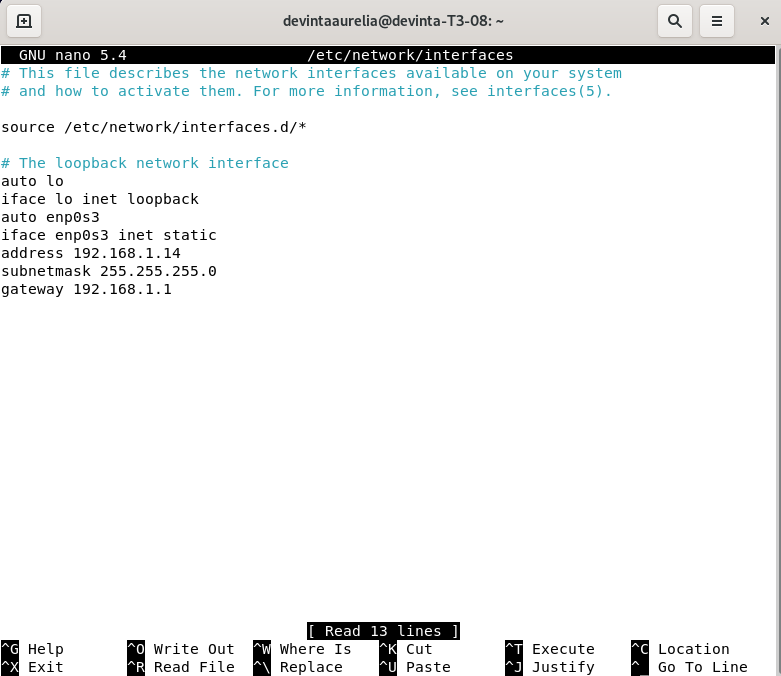 devintaaurelia@devinta-T3-08: ~
GNU nano 5.4 /etc/network/interfaces
# This file describes the network interfaces available on your system
# and how to activate them. For more information, see interfaces(5).
source /etc/network/interfaces.d/*
# The loopback network interface
auto lo
iface lo inet loopback
auto enp0s3
iface enp0s3 inet static
address 192.168.1.14
subnetmask 255.255.255.0
gateway 192.168.1.1
[ Read 13 lines ]
^G Help ^O Write Out ^W Where Is ^K Cut ^T Execute ^C Location
^X Exit ^R Read File ^\ Replace ^U Paste ^J Justify ^_ Go To Line